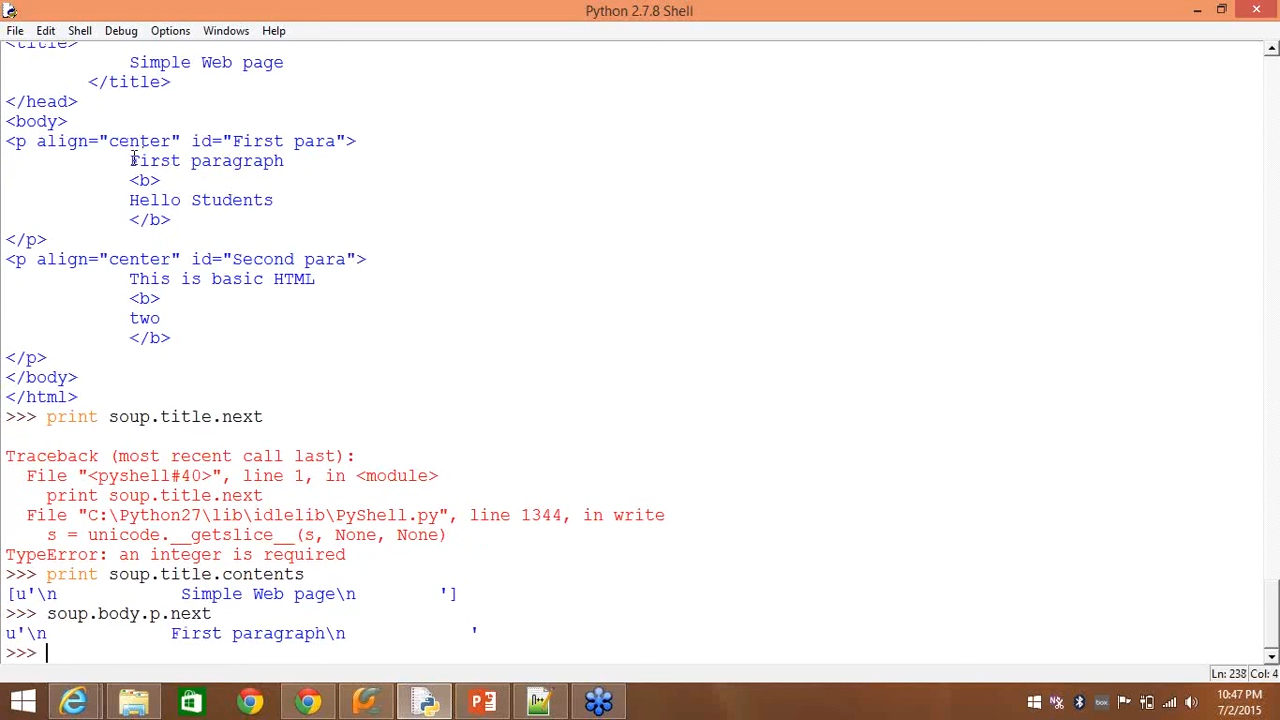 Python 2.7.8 Shell
File Edit Shell Debug Options Windows Help
<title>
Simple Web page
</title>
</head>
<body>
<p align="center" id="First para">
First paragraph
<b>
Hello Students
</b>
</p>
<p align="center" id="Second para">
This is basic HTML
<b>
two
</b>
</p>
</body>
</html>
>>> print soup.title.next
Traceback (most recent call last):
File "<pyshell#40>", line 1, in <module>
print soup.title.next
File "C:\Python27\lib\idlelib\PyShell.py", line 1344, in write
s = unicode.__getslice__(s, None, None)
TypeError: an integer is required
>>> print soup.title.contents
[u'\n            Simple Web page\n        ']
>>> soup.body.p.next
u'\n            First paragraph\n            '
>>>
Ln: 238 Col: 4
box
10:47 PM
7/2/2015